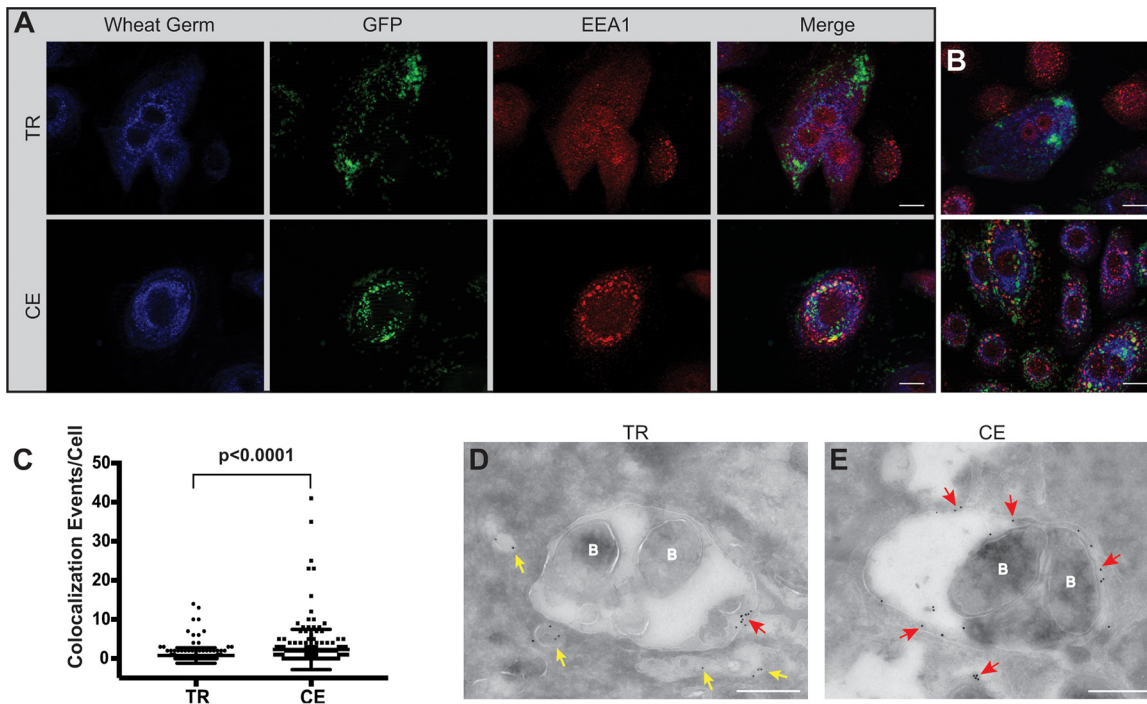 A
Wheat Germ
GFP
EEA1
Merge
B
TR
CE
C
Colocalization Events/Cell
p<0.0001
50
40
30
20
10
0
TR
CE
TR
D
B
B
CE
E
B
B